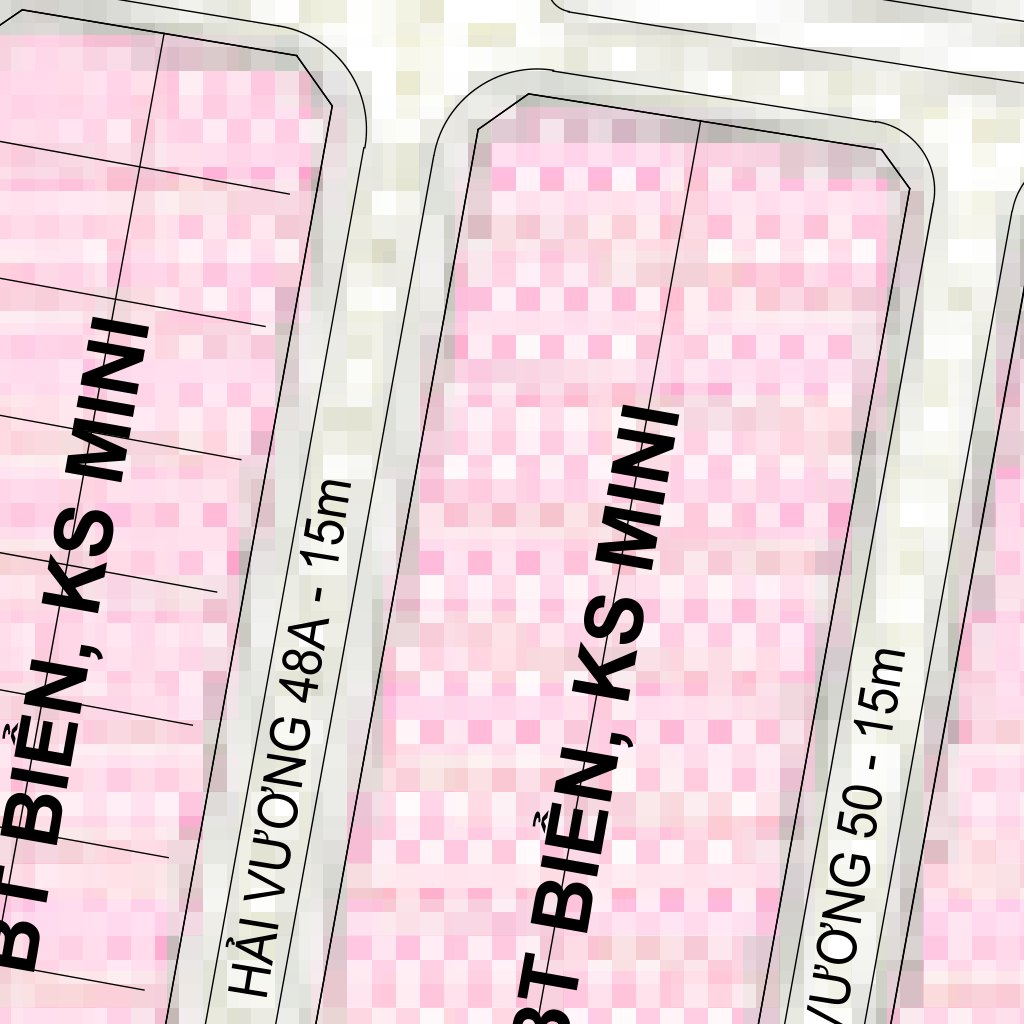 BT BIỂN, KS MINI
HẢI VƯƠNG 48A - 15m
BT BIỂN, KS MINI
VƯƠNG 50 - 15m